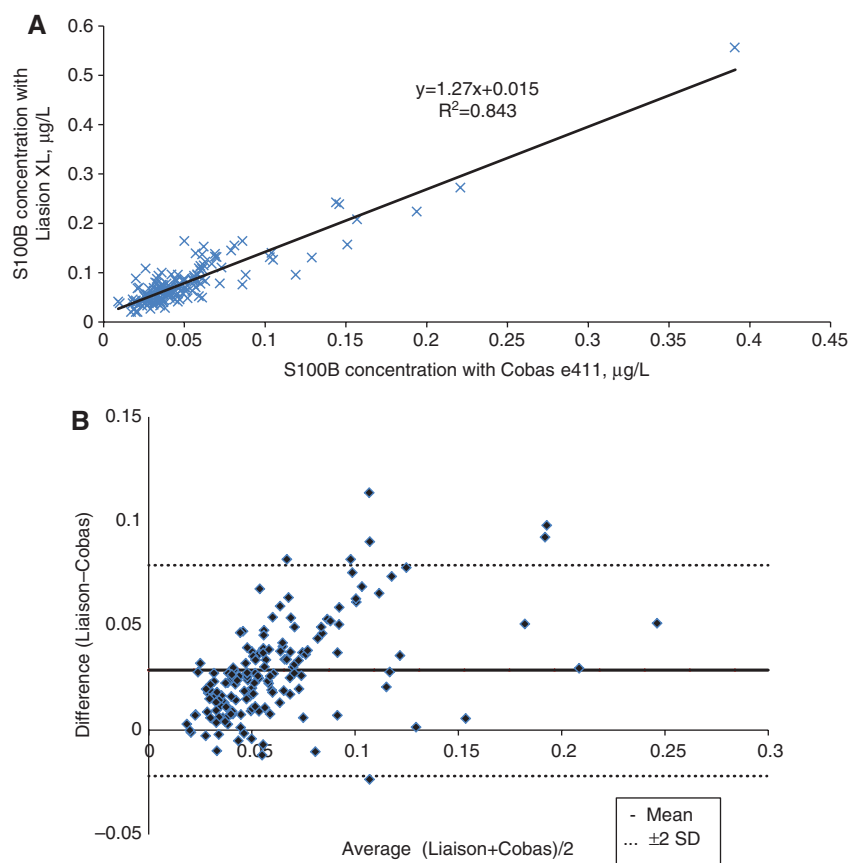 A
0.6
0.5
0.4
0.3
0.2
0.1
0
S100B concentration with
Liasion XL, µg/L
y=1.27x+0.015
R²=0.843
0 0.05 0.1 0.15 0.2 0.25 0.3 0.35 0.4 0.45
S100B concentration with Cobas e411, µg/L
B
0.15
0.1
0.05
0
−0.05
Difference (Liaison–Cobas)
0 0.05 0.1 0.15 0.2 0.25 0.3
Average (Liaison+Cobas)/2
- Mean
... ±2 SD